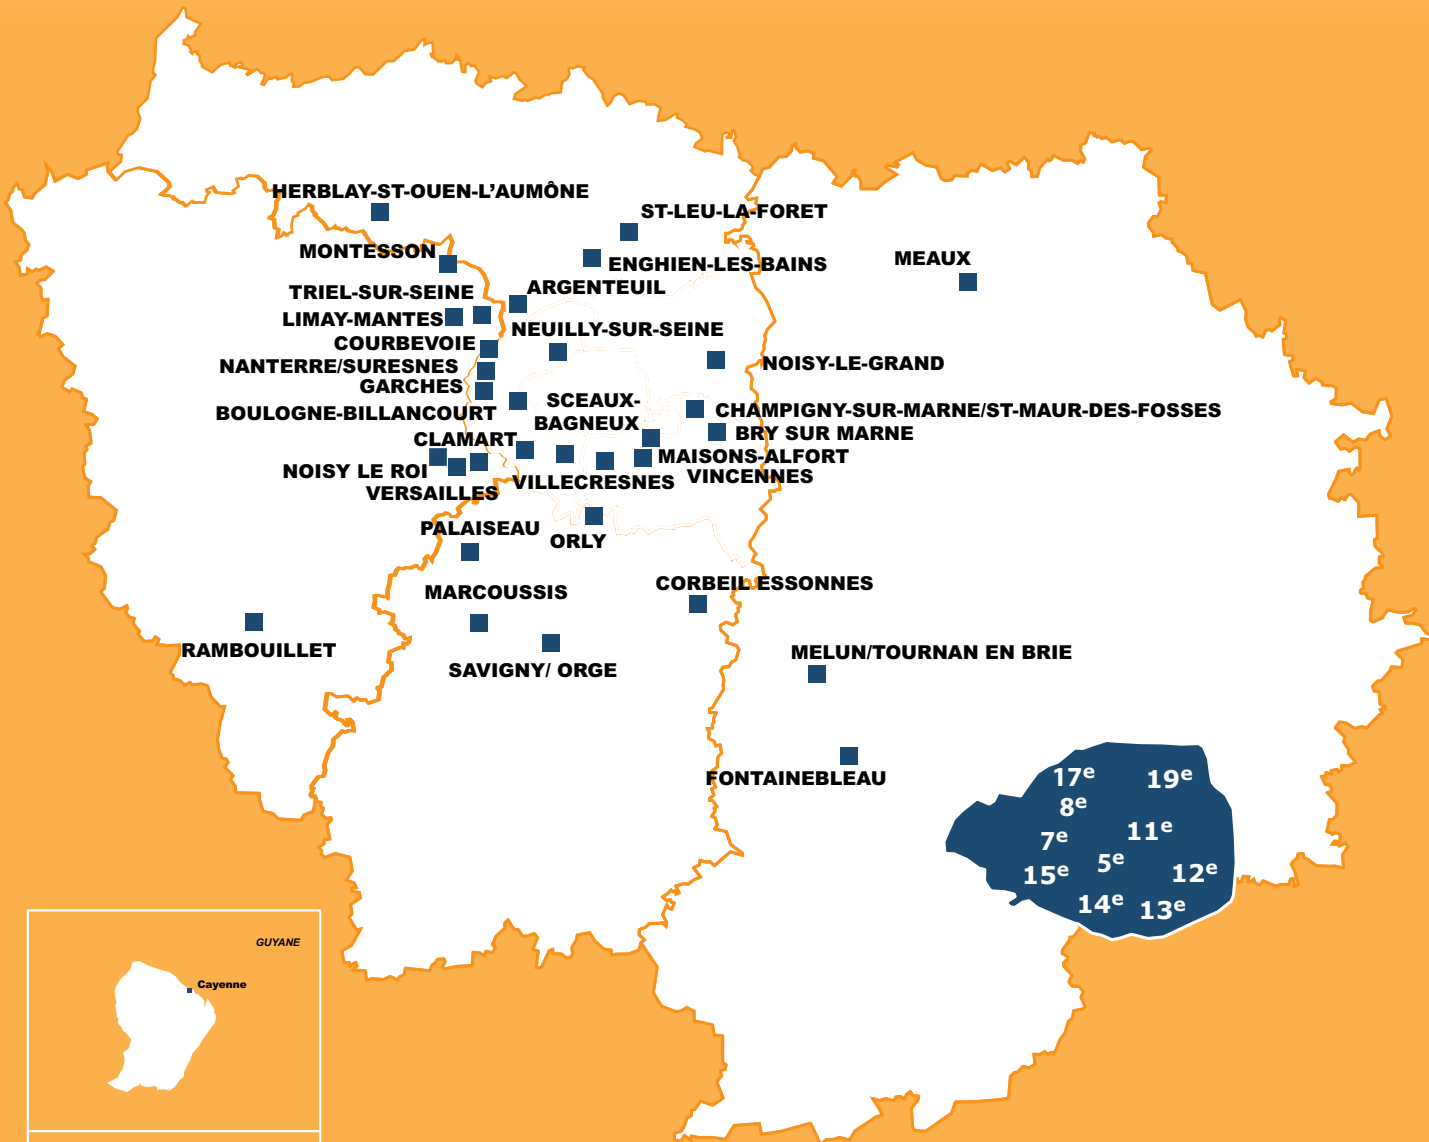 HERBLAY-ST-OUEN-L’AUMÔNE
ST-LEU-LA-FORET
MONTESSON
ENGHIEN-LES-BAINS
MEAUX
TRIEL-SUR-SEINE
ARGENTEUIL
LIMAY-MANTES
NEUILLY-SUR-SEINE
COURBEVOIE
NANTERRE/SURESNES
NOISY-LE-GRAND
GARCHES
SCEAUX-
BAGNEUX
BOULOGNE-BILLANCOURT
CHAMPIGNY-SUR-MARNE/ST-MAUR-DES-FOSSES
BRY SUR MARNE
CLAMART
MAISONS-ALFORT
NOISY LE ROI
VINCENNES
VILLECRESNES
VERSAILLES
PALAISEAU
ORLY
CORBEIL ESSONNES
MARCOUSSIS
RAMBOUILLET
MELUN/TOURNAN EN BRIE
SAVIGNY/ ORGE
FONTAINEBLEAU
17e
19e
8e
11e
7e
5e
15e
12e
14e
13e
GUYANE
Cayenne